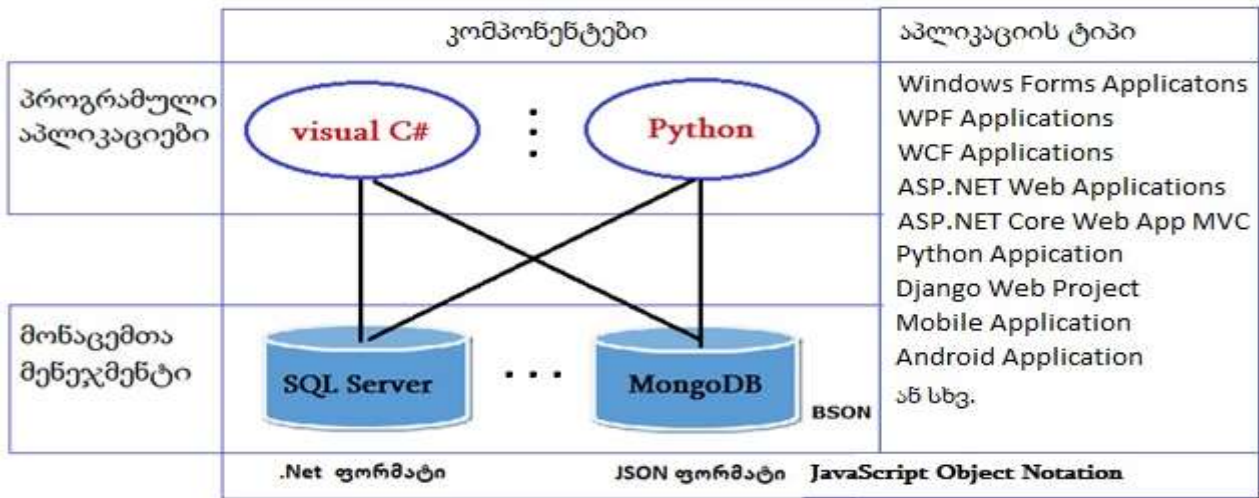 კომპონენტები
აპლიკაციის ტიპი
პროგრამული
აპლიკაციები
visual C#
Python
Windows Forms Applicatons
WPF Applications
WCF Applications
ASP.NET Web Applications
ASP.NET Core Web App MVC
Python Appication
Django Web Project
Mobile Application
Android Application
ან სხვ.
მონაცემთა
მენეჯმენტი
SQL Server
MongoDB
BSON
.Net ფორმატი
JSON ფორმატი
JavaScript Object Notation